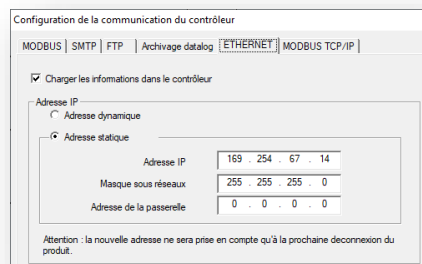 Configuration de la communication du contrôleur
MODBUS SMTP FTP Archivage datalog ETHERNET MODBUS TCP/IP
Charger les informations dans le contrôleur
Adresse IP
Adresse dynamique
Adresse statique
Adresse IP 169 . 254 . 67 . 14
Masque sous réseaux 255 . 255 . 255 . 0
Adresse de la passerelle 0 . 0 . 0 . 0
Attention : la nouvelle adresse ne sera prise en compte qu'à la prochaine deconnexion du
produit.